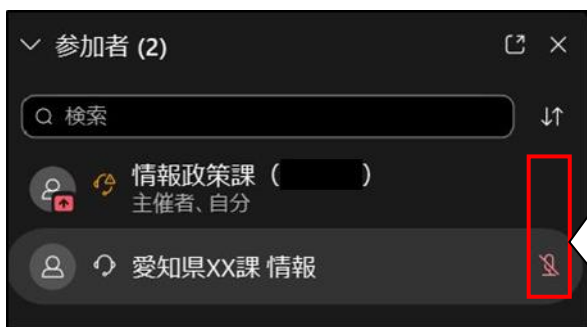 参加者 (2)
検索
情報政策課（　　　）
主催者、自分
愛知県XX課 情報